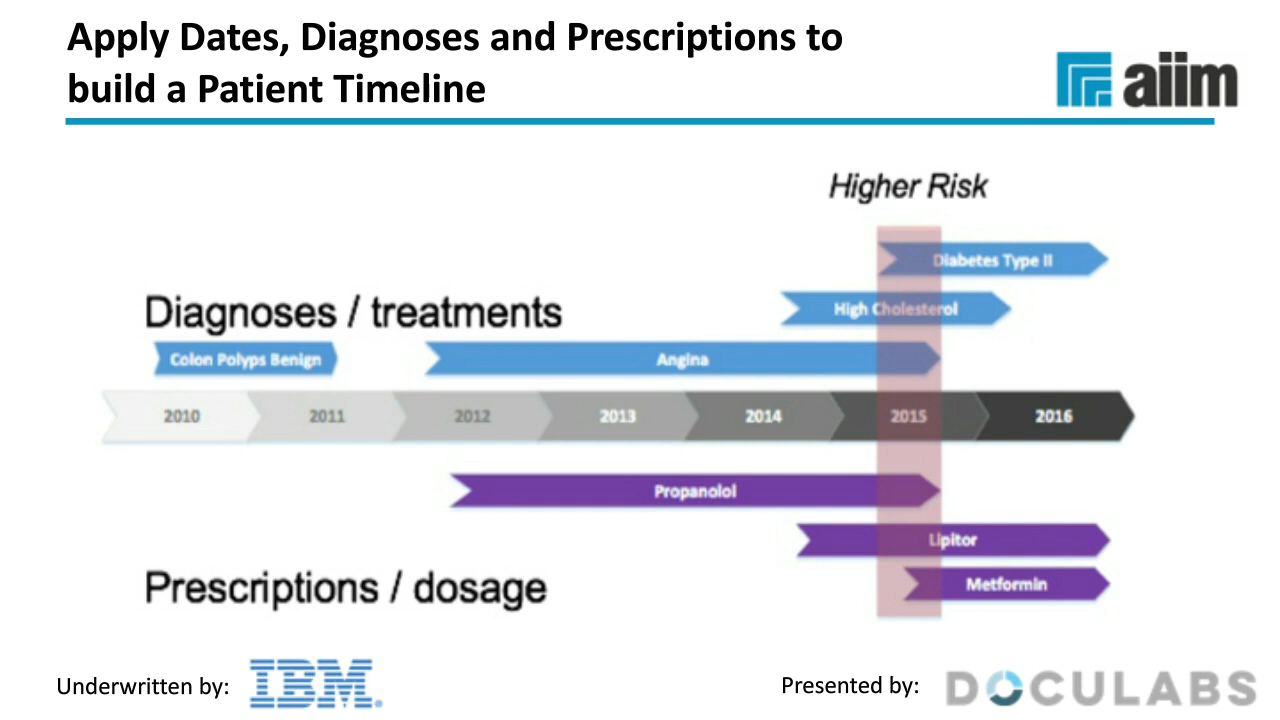 Apply Dates, Diagnoses and Prescriptions to
build a Patient Timeline
aiim
Higher Risk
Diabetes Type II
Diagnoses / treatments
High Cholesterol
Colon Polyps Benign
Angina
2010 2011 2012 2013 2014 2015 2016
Propanolol
Lipitor
Prescriptions / dosage
Metformin
Underwritten by: IBM.
Presented by: DOCULABS